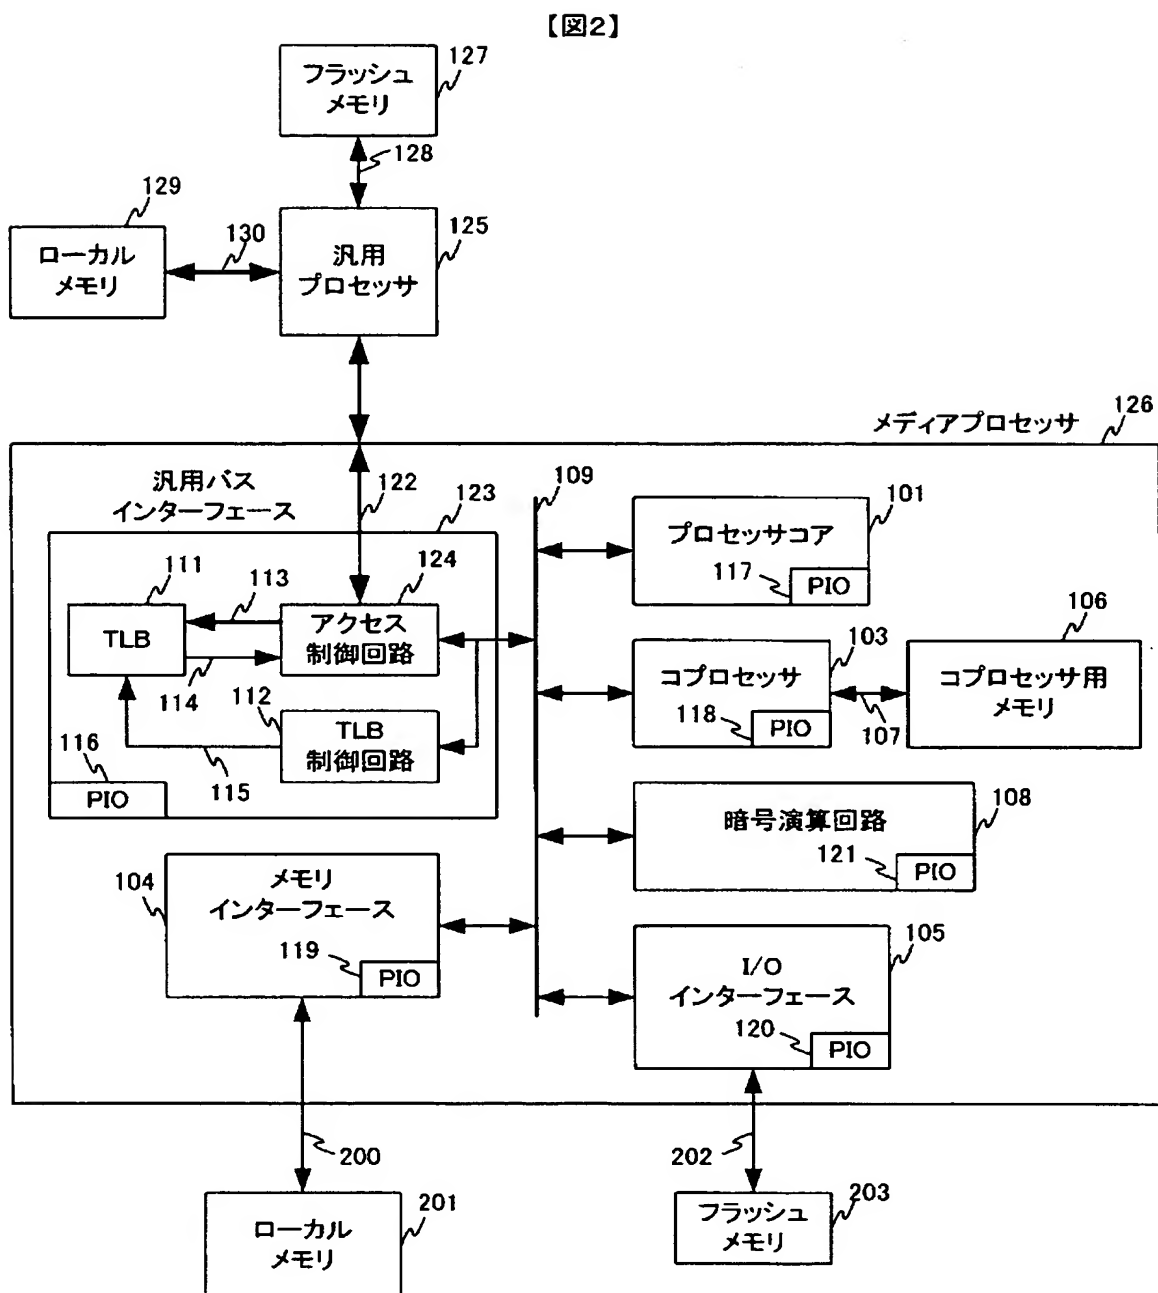 【図2】
フラッシュ
メモリ
127
128
129
ローカル
メモリ
130
汎用
プロセッサ
125
メディアプロセッサ
126
汎用バス
インターフェース
122
123
109
プロセッサコア
101
117
PIO
111
113
124
TLB
アクセス
制御回路
114
112
TLB
制御回路
115
116
PIO
コプロセッサ
103
118
PIO
107
コプロセッサ用
メモリ
106
暗号演算回路
108
121
PIO
104
メモリ
インターフェース
119
PIO
I/O
インターフェース
105
120
PIO
200
ローカル
メモリ
201
202
フラッシュ
メモリ
203